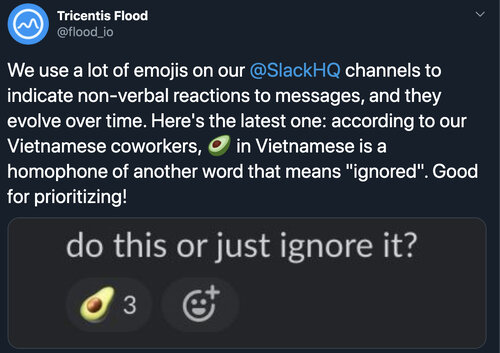 Tricentis Flood
@flood_io
We use a lot of emojis on our @SlackHQ channels to
indicate non-verbal reactions to messages, and they
evolve over time. Here's the latest one: according to our
Vietnamese coworkers, 🥑 in Vietnamese is a
homophone of another word that means "ignored". Good
for prioritizing!
do this or just ignore it?
🥑 3